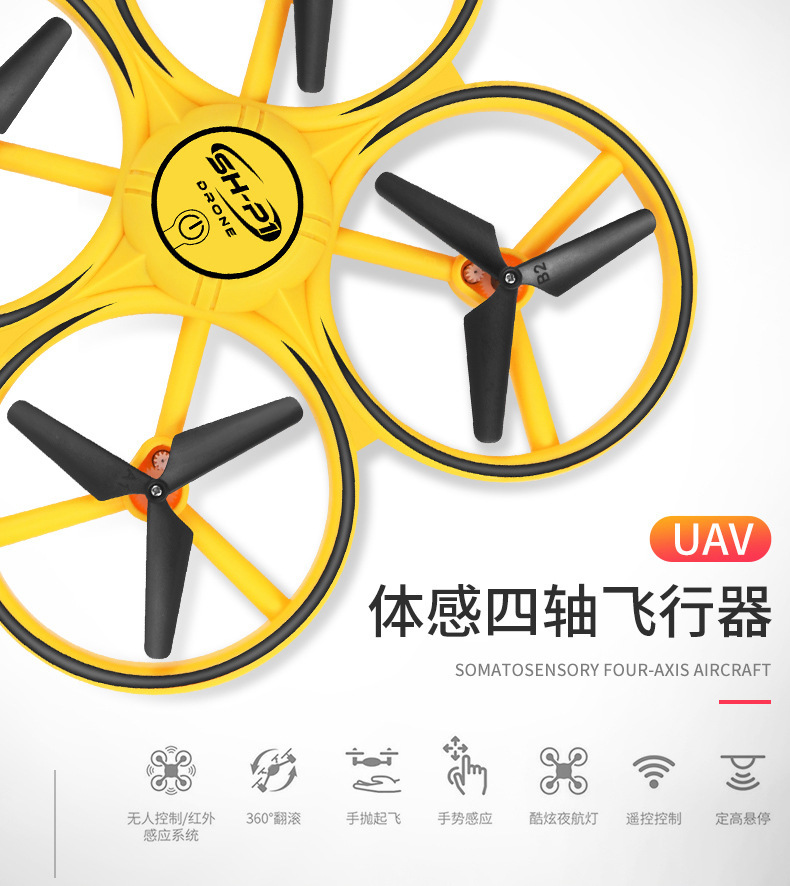 SH-P1
DRONE
B2
UAV
体感四轴飞行器
SOMATOSENSORY FOUR-AXIS AIRCRAFT
无人控制/红外
感应系统
360°翻滚
手抛起飞
手势感应
酷炫夜航灯
遥控控制
定高悬停